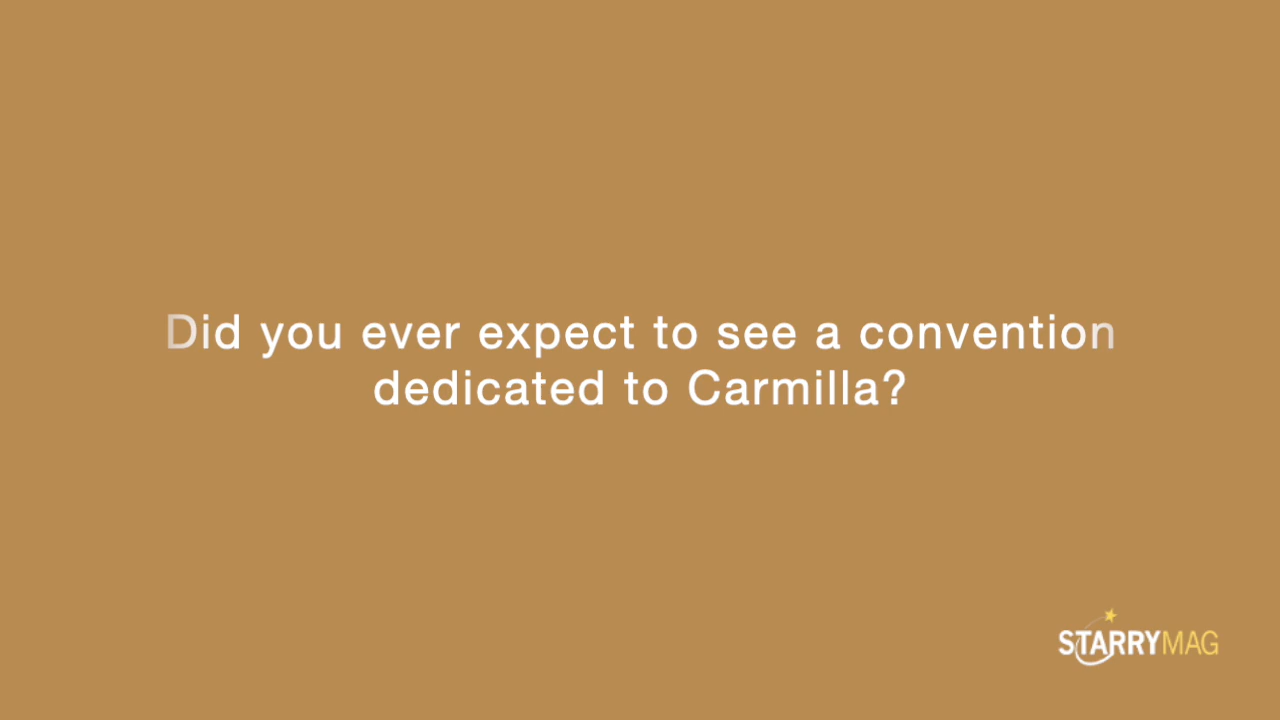 Did you ever expect to see a convention
dedicated to Carmilla?
STARRYMAG